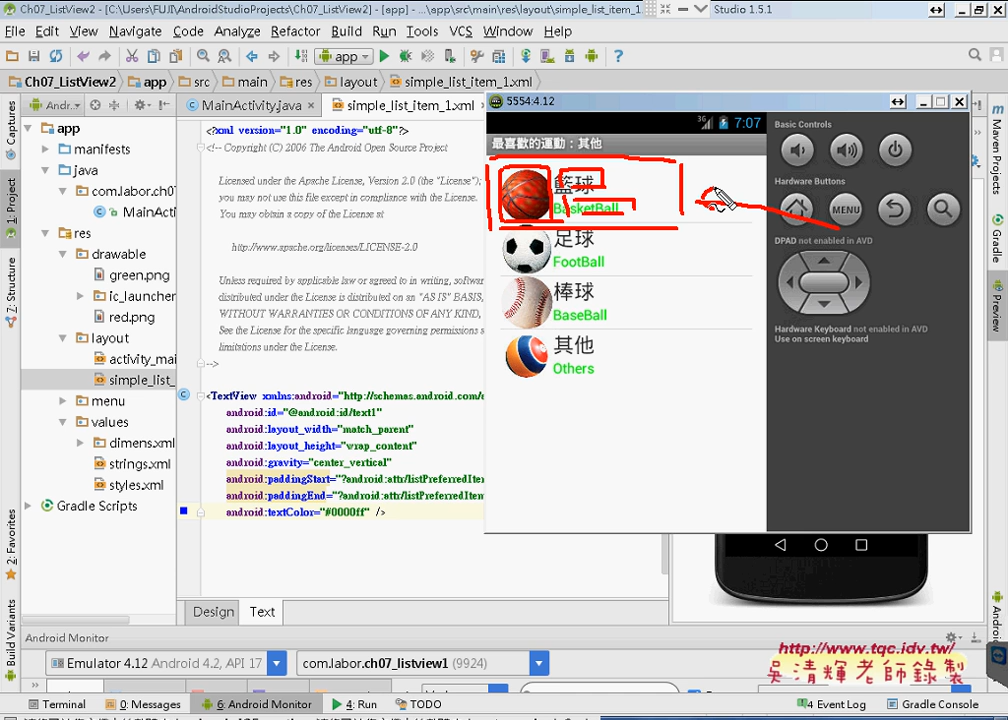 Ch07_ListView2 - [C:\Users\FUJI\AndroidStudioProjects\Ch07_ListView2] - [app] - ...\app\src\main\res\layout\simple_list_item_1
Studio 1.5.1
File Edit View Navigate Code Analyze Refactor Build Run Tools VCS Window Help
app
Ch07_ListView2 app src main res layout simple_list_item_1.xml
Andr..
MainActivity.java
simple_list_item_1.xml
Captures
1: Project
Z: Structure
2: Favorites
Build Variants
app
manifests
java
com.labor.ch07
MainActi
res
drawable
green.png
ic_launcher
red.png
layout
activity_mai
simple_list_
menu
values
dimens.xml
strings.xml
styles.xml
Gradle Scripts
<?xml version="1.0" encoding="utf-8"?>
<!-- Copyright (C) 2006 The Android Open Source Project
Licensed under the Apache License, Version 2.0 (the "License");
you may not use this file except in compliance with the License.
You may obtain a copy of the License at
http://www.apache.org/licenses/LICENSE-2.0
Unless required by applicable law or agreed to in writing, softwar
distributed under the License is distributed on an "AS IS" BASIS,
WITHOUT WARRANTIES OR CONDITIONS OF ANY KIND,
See the License for the specific language governing permissions
limitations under the License.
-->
<TextView xmlns:android="http://schemas.android.com/
android:id="@android:id/text1"
android:layout_width="match_parent"
android:layout_height="wrap_content"
android:gravity="center_vertical"
android:paddingStart="?android:attr/listPreferredIter
android:paddingEnd="?android:attr/listPreferredIter
android:textColor="#0000ff" />
Design Text
5554:4.12
3G 7:07
最喜歡的運動：其他
籃球
BasketBall
足球
FootBall
棒球
BaseBall
其他
Others
Basic Controls
Hardware Buttons
MENU
DPAD not enabled in AVD
Hardware Keyboard not enabled in AVD
Use on screen keyboard
Maven Projects
Gradle
Preview
Android Monitor
Emulator 4.12 Android 4.2, API 17
com.labor.ch07_listview1 (9924)
http://www.tqc.idv.tw/
吳清輝老師錄製
Terminal 0: Messages 6: Android Monitor 4: Run TODO
4 Event Log Gradle Console